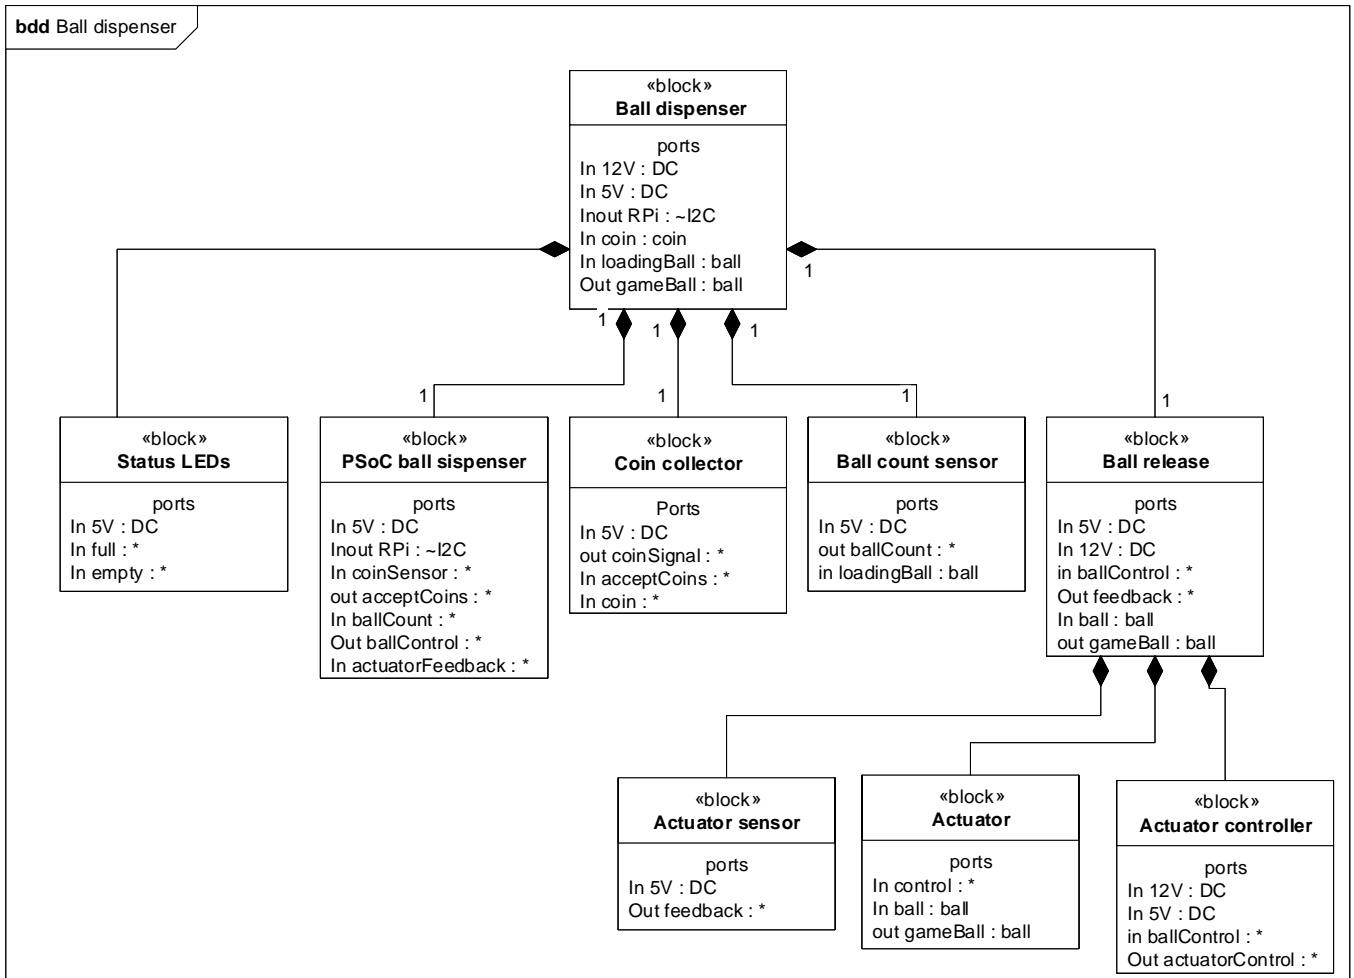 bdd Ball dispenser
«block»
Ball dispenser
ports
In 12V : DC
In 5V : DC
Inout RPi : ~I2C
In coin : coin
In loadingBall : ball
Out gameBall : ball
1
1
1
1
1
1
1
1
«block»
Status LEDs
ports
In 5V : DC
In full : *
In empty : *
«block»
PSoC ball sispenser
ports
In 5V : DC
Inout RPi : ~I2C
In coinSensor : *
out acceptCoins : *
In ballCount : *
Out ballControl : *
In actuatorFeedback : *
«block»
Coin collector
Ports
In 5V : DC
out coinSignal : *
In acceptCoins : *
In coin : *
«block»
Ball count sensor
ports
In 5V : DC
out ballCount : *
in loadingBall : ball
«block»
Ball release
ports
In 5V : DC
In 12V : DC
in ballControl : *
Out feedback : *
In ball : ball
out gameBall : ball
«block»
Actuator sensor
ports
In 5V : DC
Out feedback : *
«block»
Actuator
ports
In control : *
In ball : ball
out gameBall : ball
«block»
Actuator controller
ports
In 12V : DC
In 5V : DC
in ballControl : *
Out actuatorControl : *